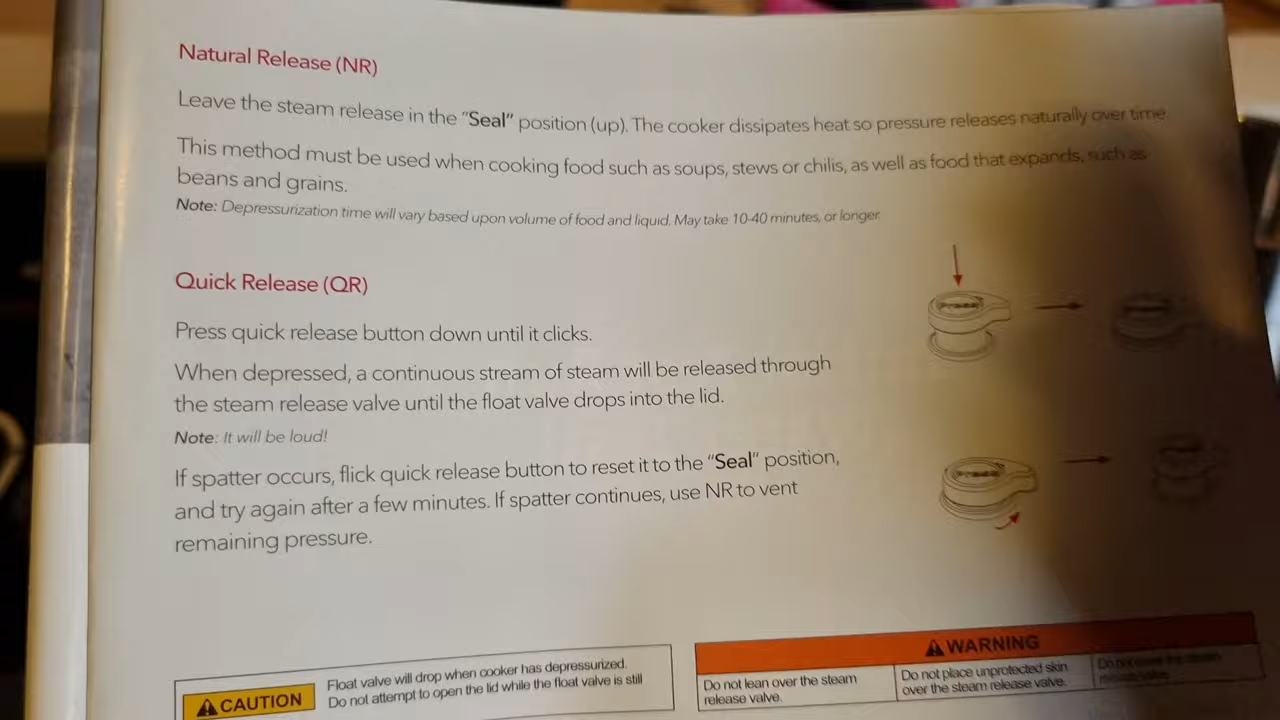 Natural Release (NR)
Leave the steam release in the "Seal" position (up). The cooker dissipates heat so pressure releases naturally over time
This method must be used when cooking food such as soups, stews or chilis, as well as food that expands, such as
beans and grains.
Note: Depressurization time will vary based upon volume of food and liquid. May take 10-40 minutes, or longer.
Quick Release (QR)
Press quick release button down until it clicks.
When depressed, a continuous stream of steam will be released through
the steam release valve until the float valve drops into the lid.
Note: It will be loud!
If spatter occurs, flick quick release button to reset it to the "Seal" position,
and try again after a few minutes. If spatter continues, use NR to vent
remaining pressure.
CAUTION
Float valve will drop when cooker has depressurized.
Do not attempt to open the lid while the float valve is still
WARNING
Do not lean over the steam
release valve.
Do not place unprotected skin
over the steam release valve.
Do not